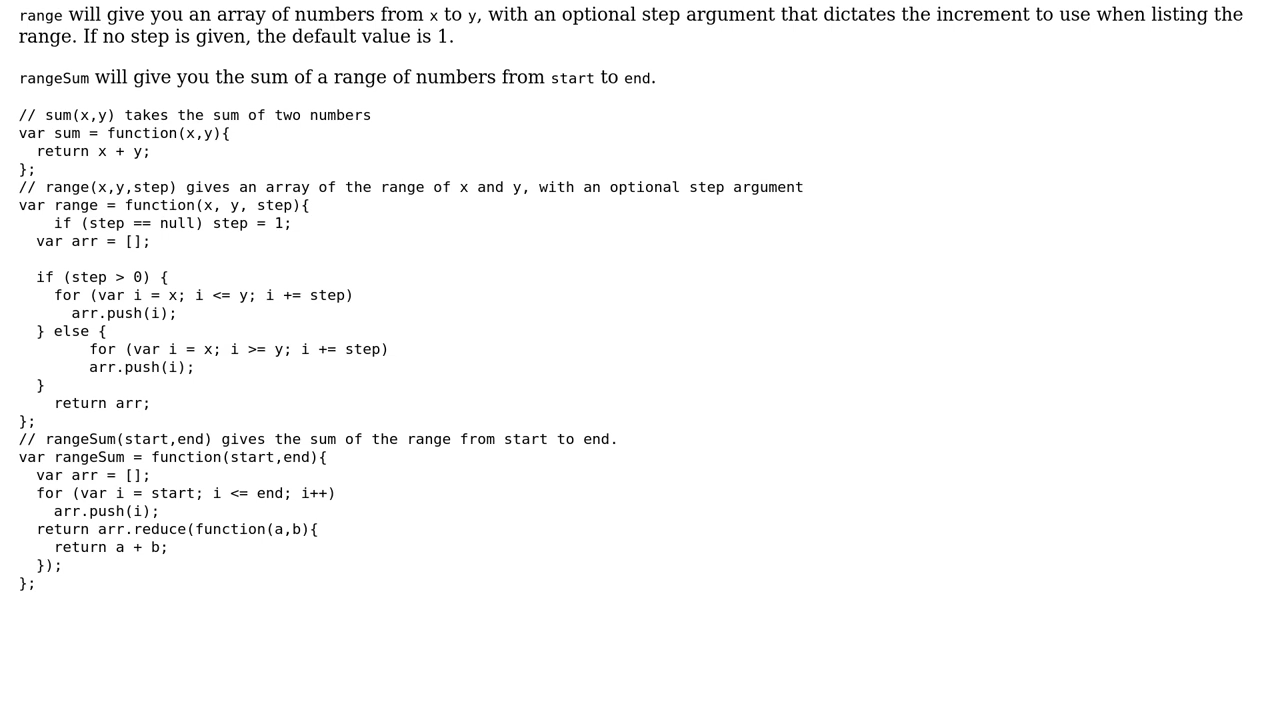 range will give you an array of numbers from x to y, with an optional step argument that dictates the increment to use when listing the
range. If no step is given, the default value is 1.
rangeSum will give you the sum of a range of numbers from start to end.
// sum(x,y) takes the sum of two numbers
var sum = function(x,y){
  return x + y;
};
// range(x,y,step) gives an array of the range of x and y, with an optional step argument
var range = function(x, y, step){
    if (step == null) step = 1;
  var arr = [];

  if (step > 0) {
    for (var i = x; i <= y; i += step)
      arr.push(i);
  } else {
        for (var i = x; i >= y; i += step)
        arr.push(i);
  }
    return arr;
};
// rangeSum(start,end) gives the sum of the range from start to end.
var rangeSum = function(start,end){
  var arr = [];
  for (var i = start; i <= end; i++)
    arr.push(i);
  return arr.reduce(function(a,b){
    return a + b;
  });
};